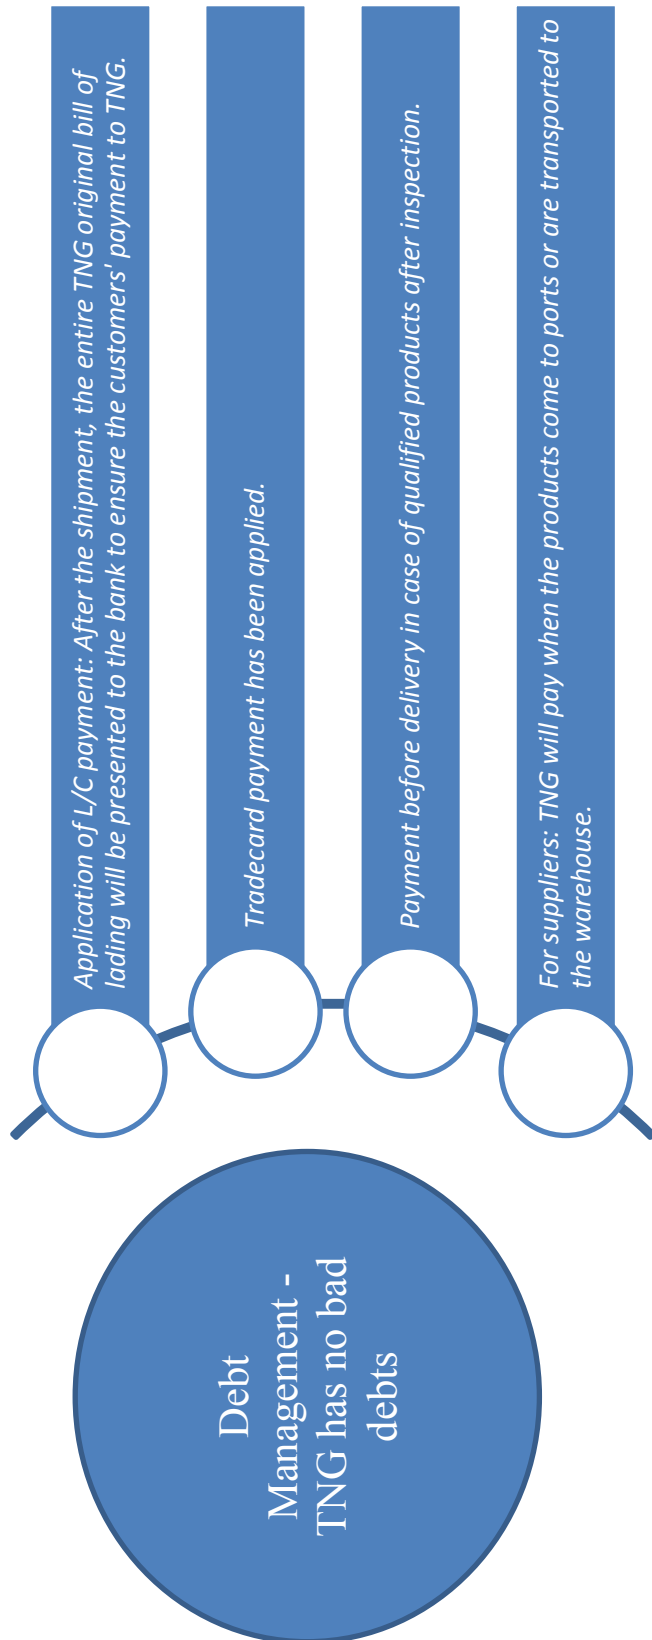 Debt
Management -
TNG has no bad
debts
Application of L/C payment: After the shipment, the entire TNG original bill of
lading will be presented to the bank to ensure the customers' payment to TNG.
Tradecard payment has been applied.
Payment before delivery in case of qualified products after inspection.
For suppliers: TNG will pay when the products come to ports or are transported to
the warehouse.